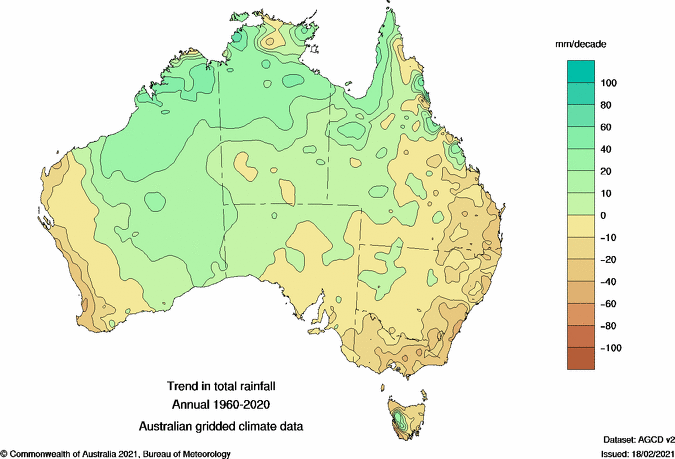 mm/decade
100
80
60
40
20
10
0
-10
-20
-40
-60
-80
-100
Trend in total rainfall
Annual 1960-2020
Australian gridded climate data
Dataset: AGCD v2
© Commonwealth of Australia 2021, Bureau of Meteorology
Issued: 18/02/2021